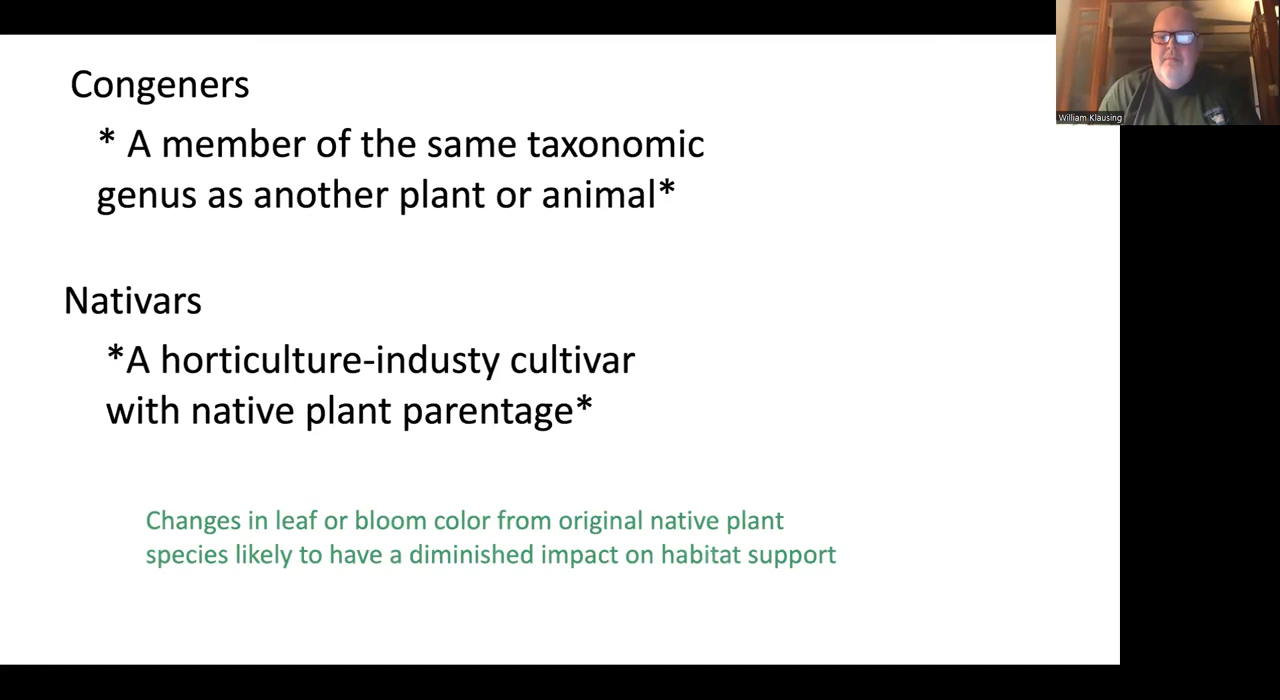 Congeners
* A member of the same taxonomic
genus as another plant or animal*
Nativars
*A horticulture-industy cultivar
with native plant parentage*
Changes in leaf or bloom color from original native plant
species likely to have a diminished impact on habitat support
William Klausing